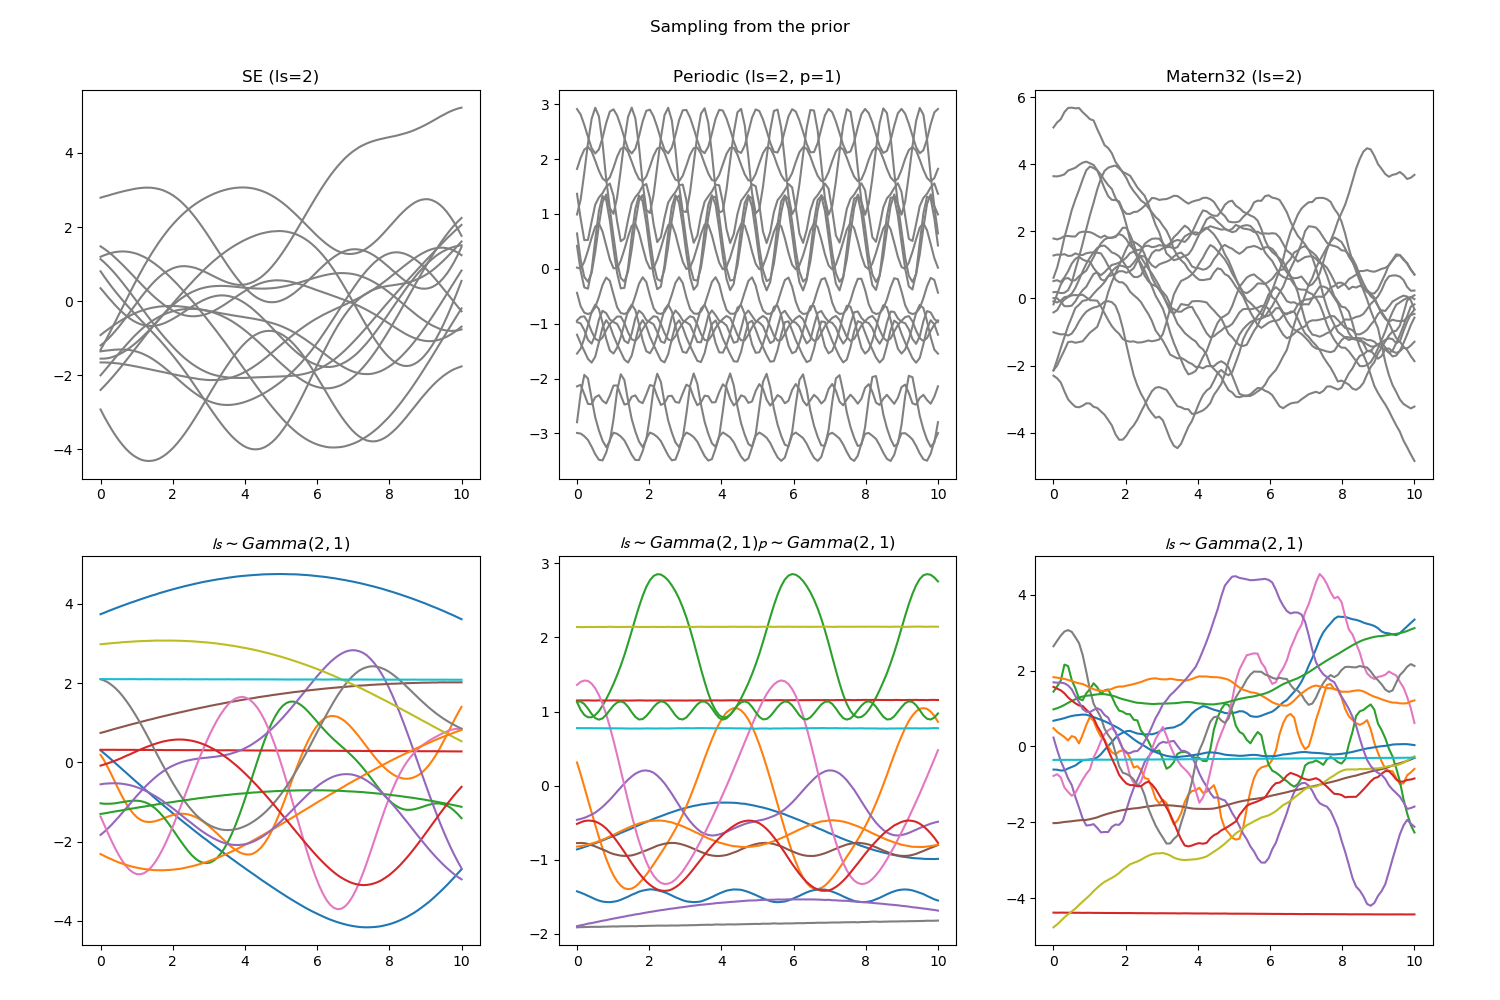 Sampling from the prior
SE (ls=2)
Periodic (ls=2, p=1)
Matern32 (ls=2)
4
2
0
−2
−4
0 2 4 6 8 10
3
2
1
0
−1
−2
−3
0 2 4 6 8 10
6
4
2
0
−2
−4
0 2 4 6 8 10
ls ∼ Gamma(2, 1)
ls ∼ Gamma(2, 1)p ∼ Gamma(2, 1)
ls ∼ Gamma(2, 1)
4
2
0
−2
−4
0 2 4 6 8 10
3
2
1
0
−1
−2
0 2 4 6 8 10
4
2
0
−2
−4
0 2 4 6 8 10